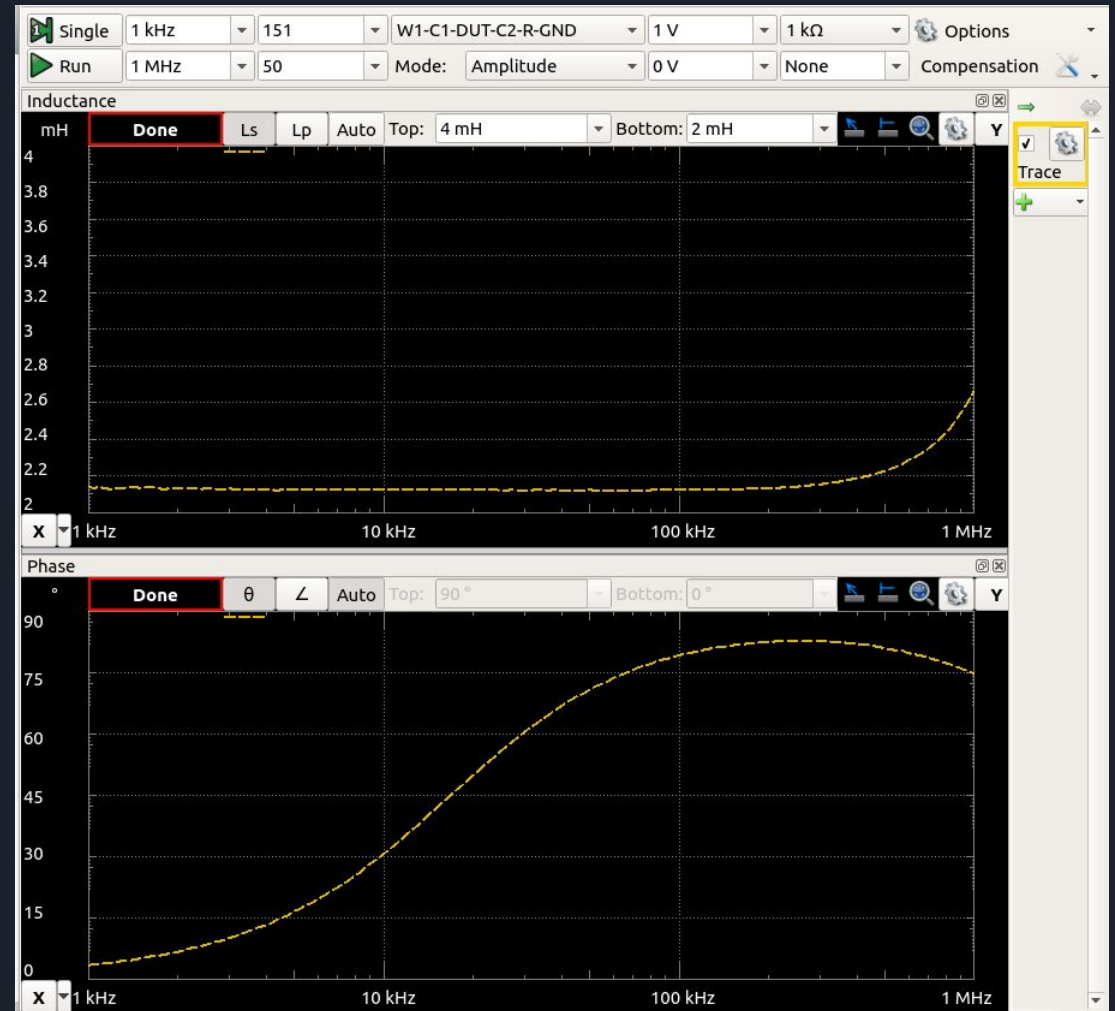 Single 1 kHz 151 W1-C1-DUT-C2-R-GND 1 V 1 kΩ Options
Run 1 MHz 50 Mode: Amplitude 0 V None Compensation
Inductance
mH Done Ls Lp Auto Top: 4 mH Bottom: 2 mH Y
Trace
4
3.8
3.6
3.4
3.2
3
2.8
2.6
2.4
2.2
2
X 1 kHz 10 kHz 100 kHz 1 MHz
Phase
° Done θ ∠ Auto Top: 90 ° Bottom: 0 ° Y
90
75
60
45
30
15
0
X 1 kHz 10 kHz 100 kHz 1 MHz